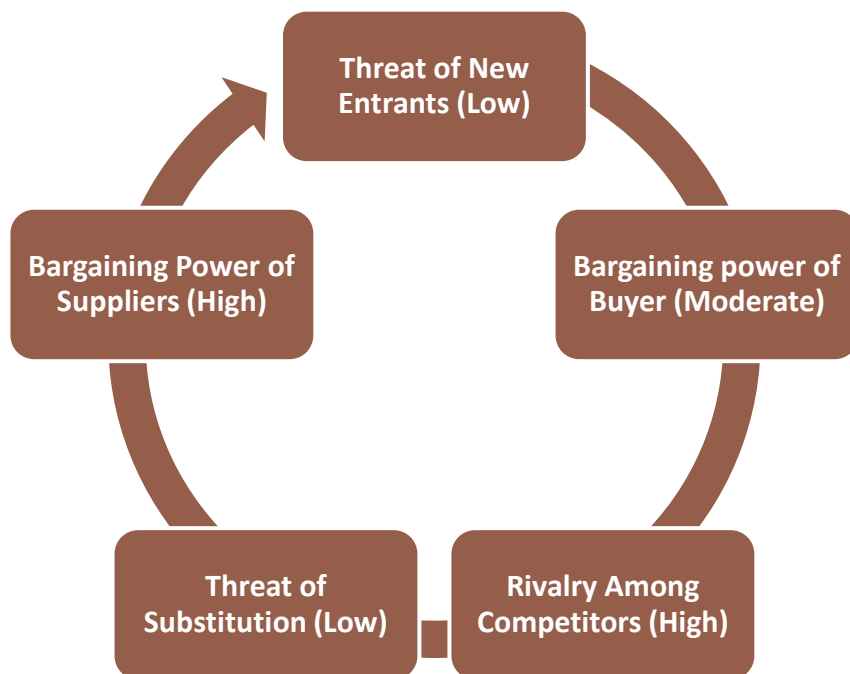 Threat of New
Entrants (Low)
Bargaining power of
Buyer (Moderate)
Rivalry Among
Competitors (High)
Threat of
Substitution (Low)
Bargaining Power of
Suppliers (High)